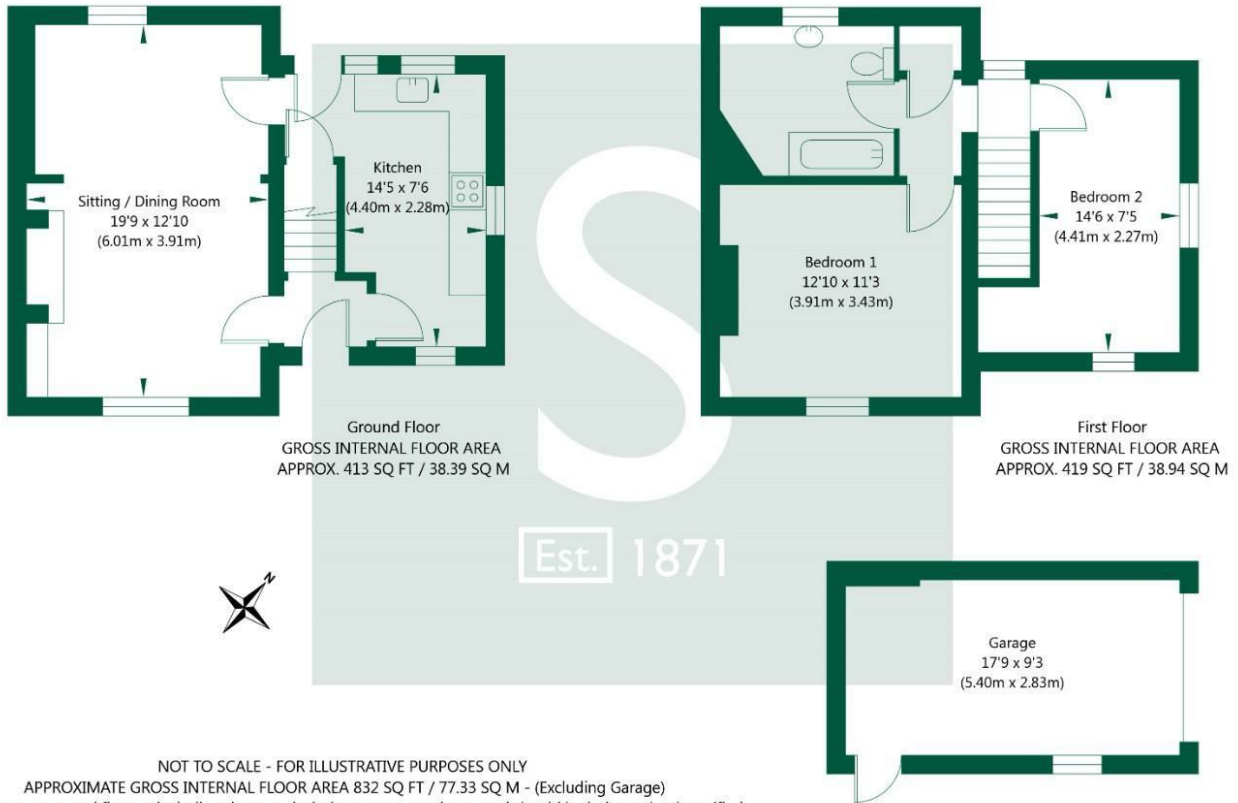 Sitting / Dining Room
19'9 x 12'10
(6.01m x 3.91m)
Kitchen
14'5 x 7'6
(4.40m x 2.28m)
Ground Floor
GROSS INTERNAL FLOOR AREA
APPROX. 413 SQ FT / 38.39 SQ M
Bedroom 1
12'10 x 11'3
(3.91m x 3.43m)
Bedroom 2
14'6 x 7'5
(4.41m x 2.27m)
First Floor
GROSS INTERNAL FLOOR AREA
APPROX. 419 SQ FT / 38.94 SQ M
S
Est. 1871
N
Garage
17'9 x 9'3
(5.40m x 2.83m)
NOT TO SCALE - FOR ILLUSTRATIVE PURPOSES ONLY
APPROXIMATE GROSS INTERNAL FLOOR AREA 832 SQ FT / 77.33 SQ M - (Excluding Garage)